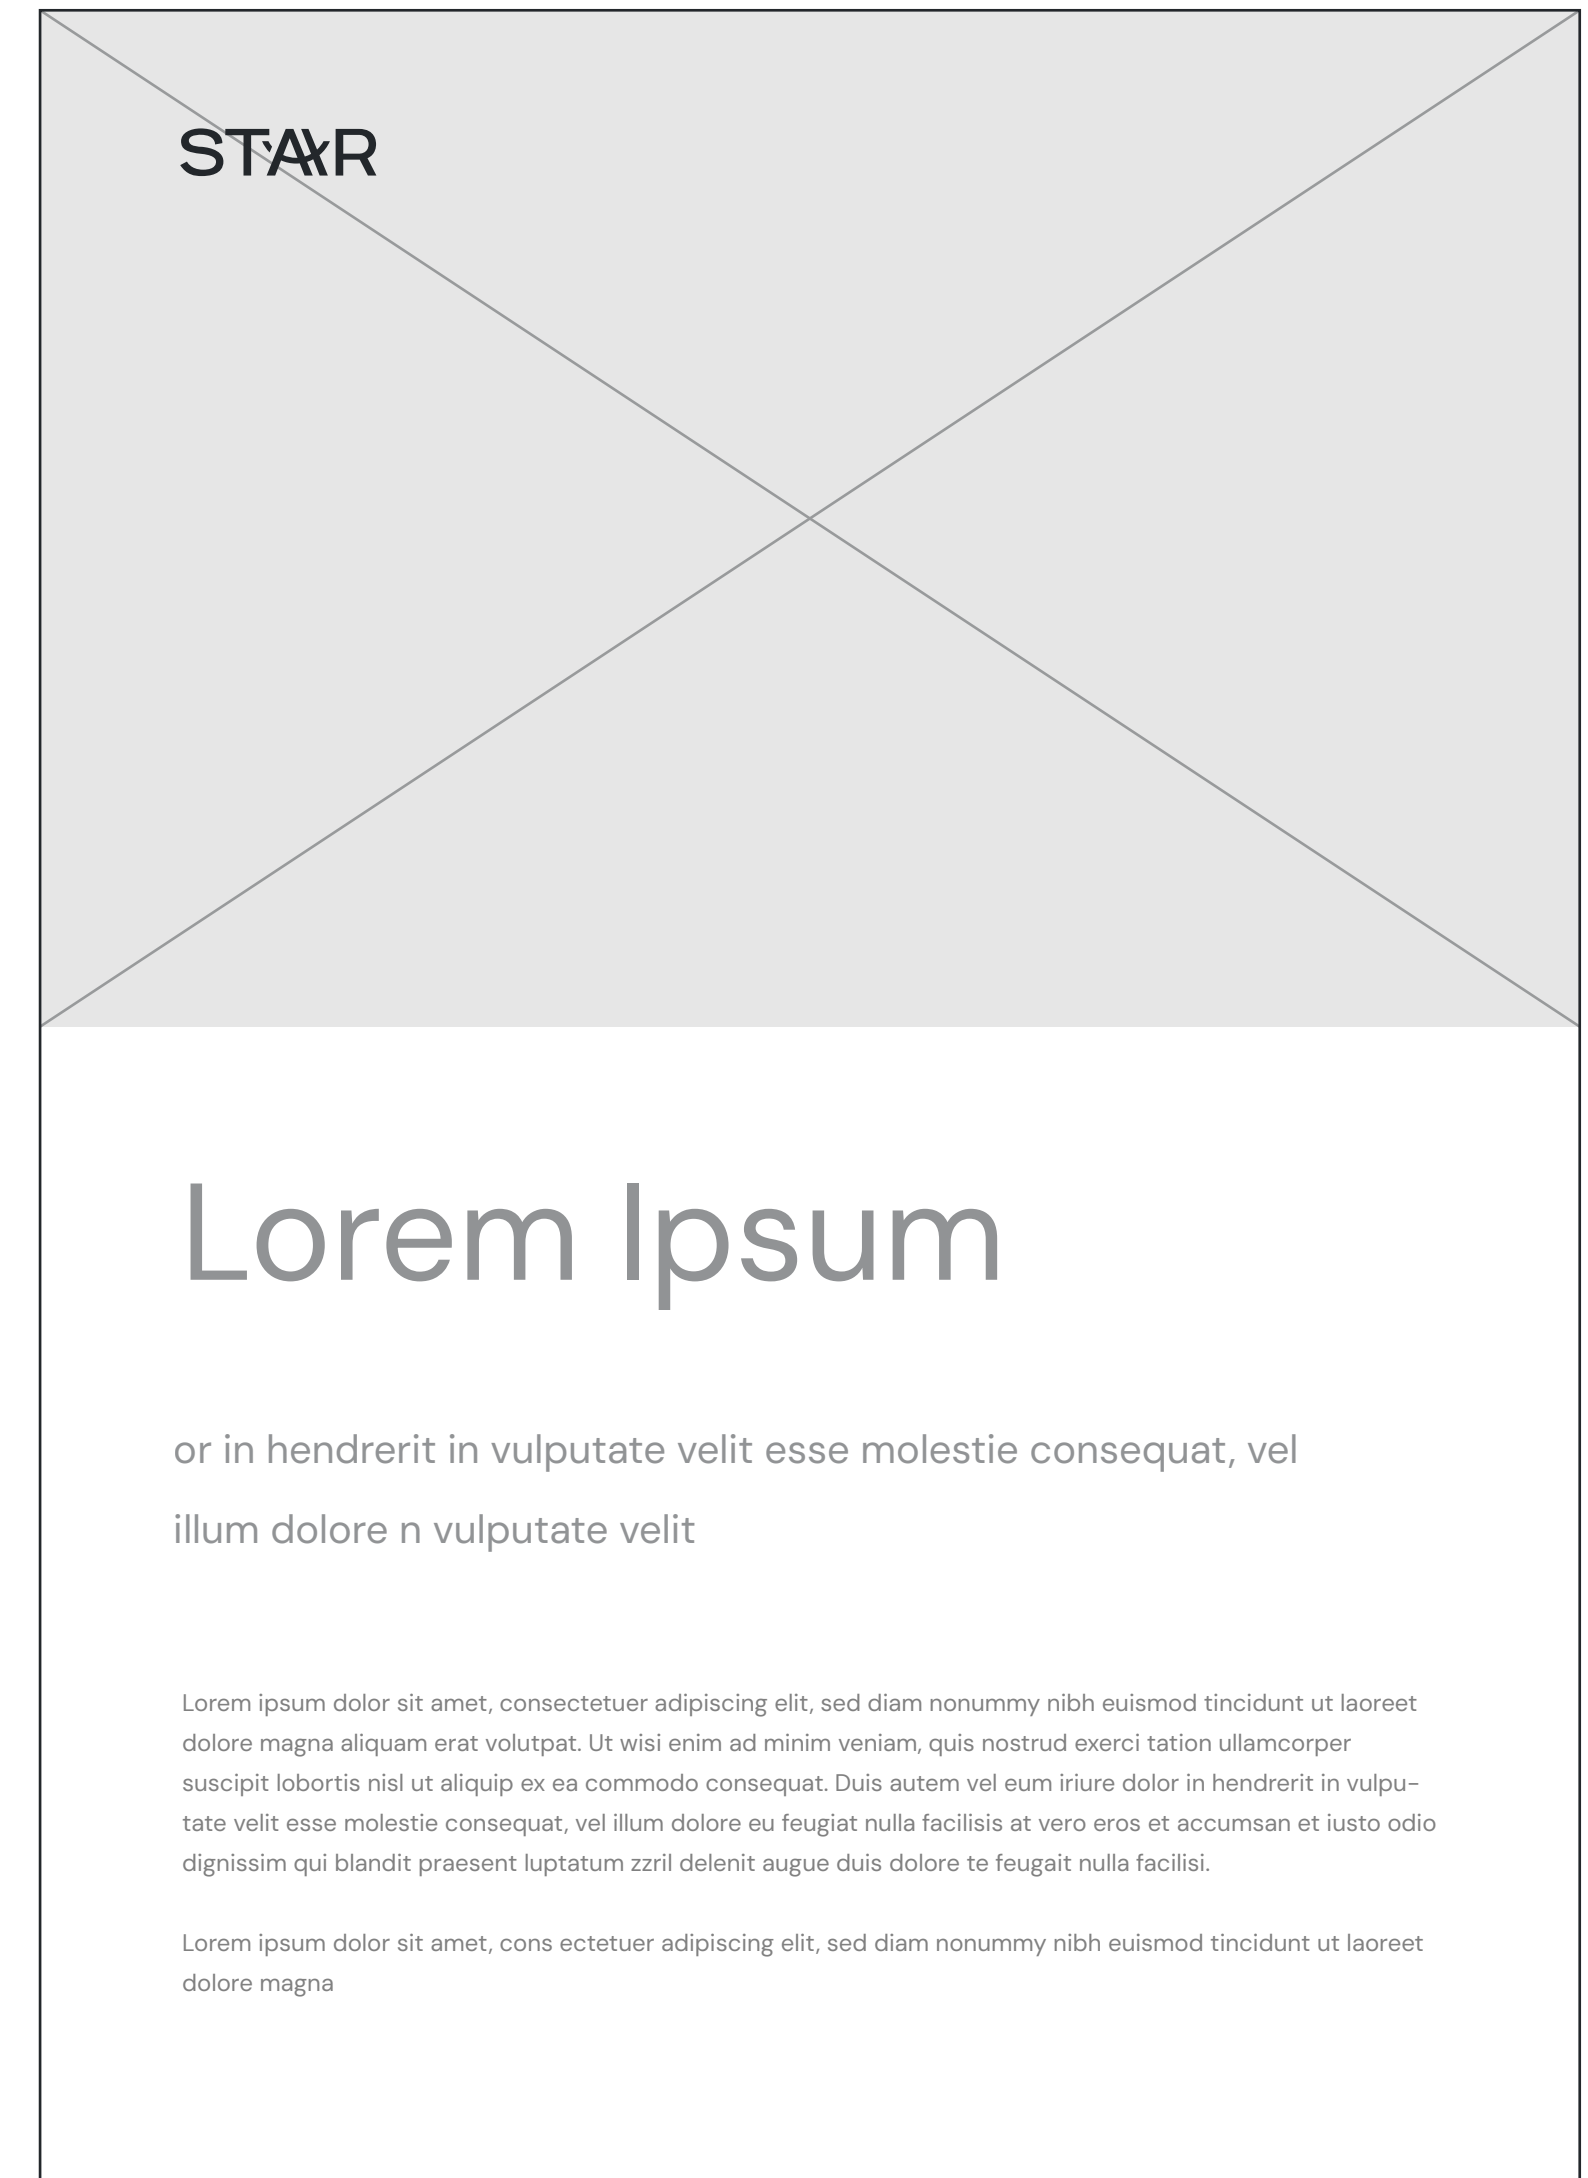 STAAR
Lorem Ipsum
or in hendrerit in vulputate velit esse molestie consequat, vel
illum dolore n vulputate velit
Lorem ipsum dolor sit amet, consectetuer adipiscing elit, sed diam nonummy nibh euismod tincidunt ut laoreet
dolore magna aliquam erat volutpat. Ut wisi enim ad minim veniam, quis nostrud exerci tation ullamcorper
suscipit lobortis nisl ut aliquip ex ea commodo consequat. Duis autem vel eum iriure dolor in hendrerit in vulpu-
tate velit esse molestie consequat, vel illum dolore eu feugiat nulla facilisis at vero eros et accumsan et iusto odio
dignissim qui blandit praesent luptatum zzril delenit augue duis dolore te feugait nulla facilisi.
Lorem ipsum dolor sit amet, cons ectetuer adipiscing elit, sed diam nonummy nibh euismod tincidunt ut laoreet
dolore magna